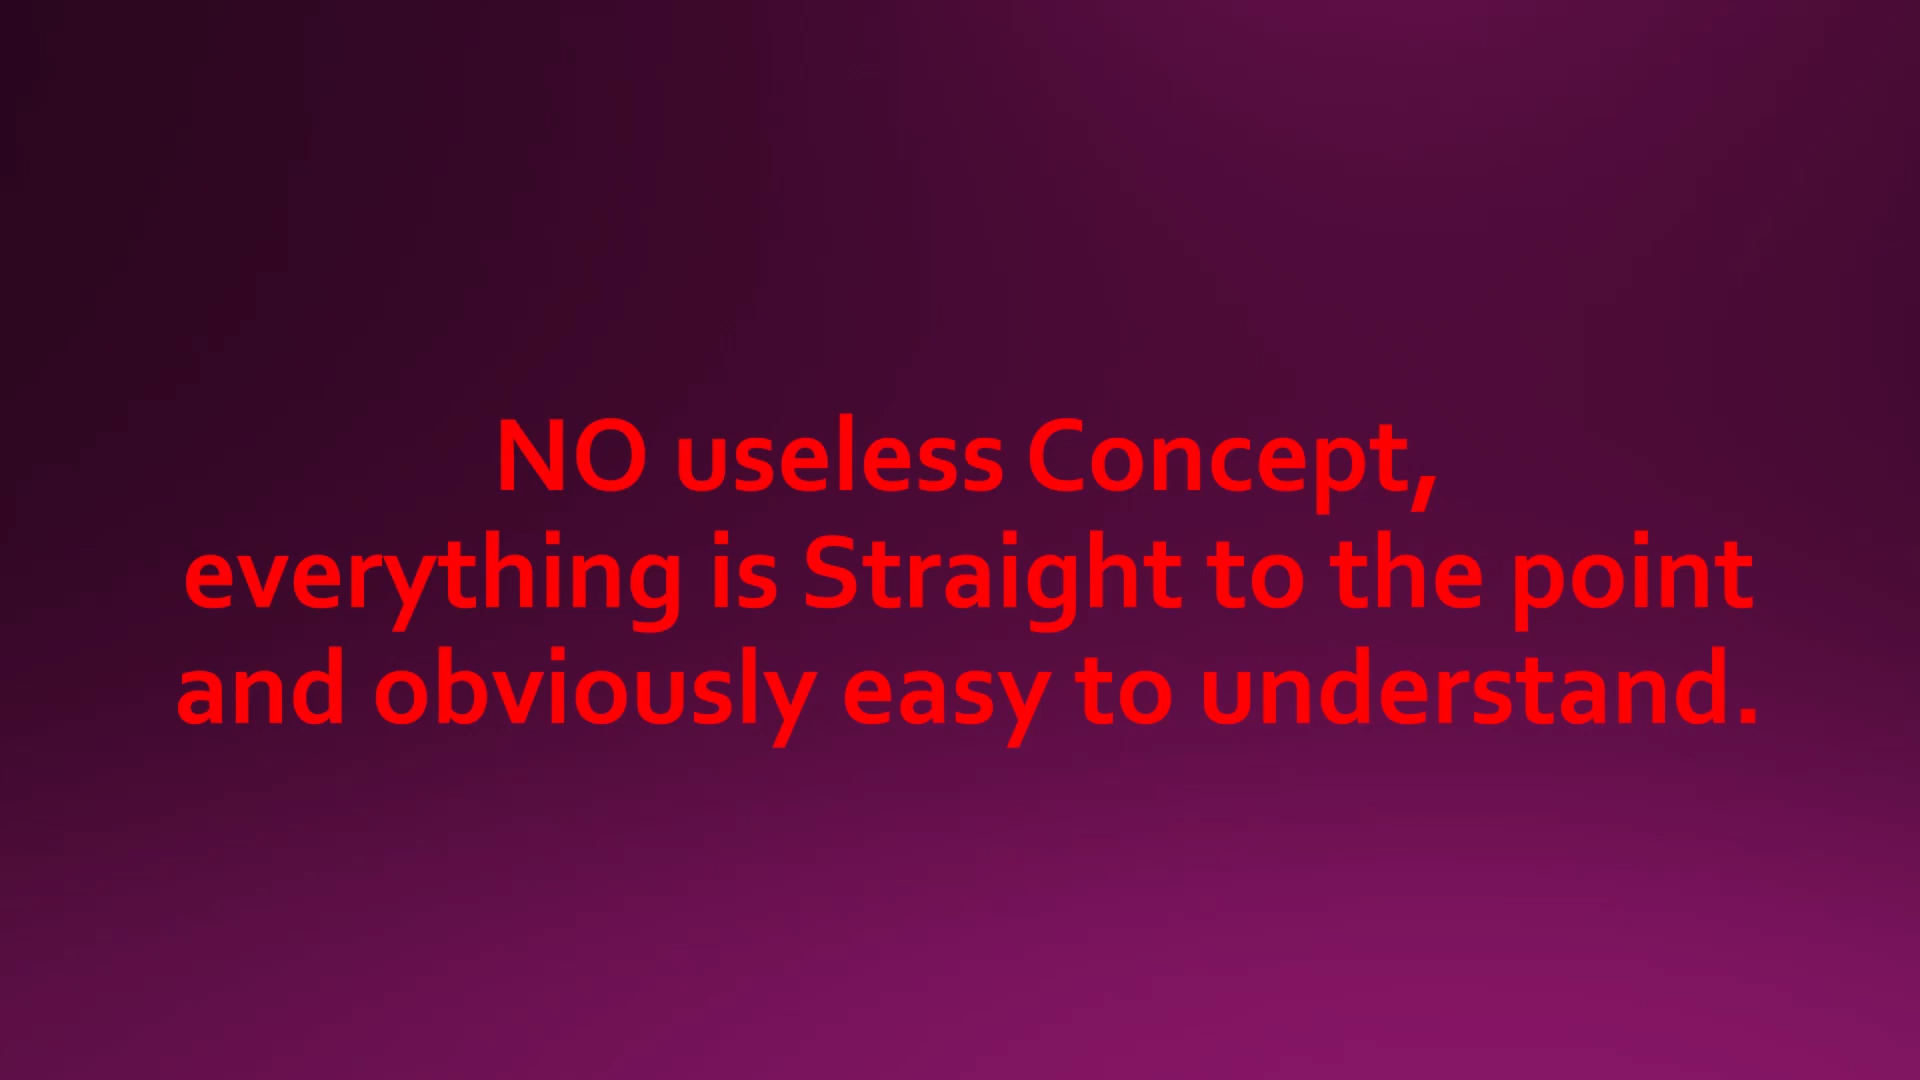 NO useless Concept,
everything is Straight to the point
and obviously easy to understand.